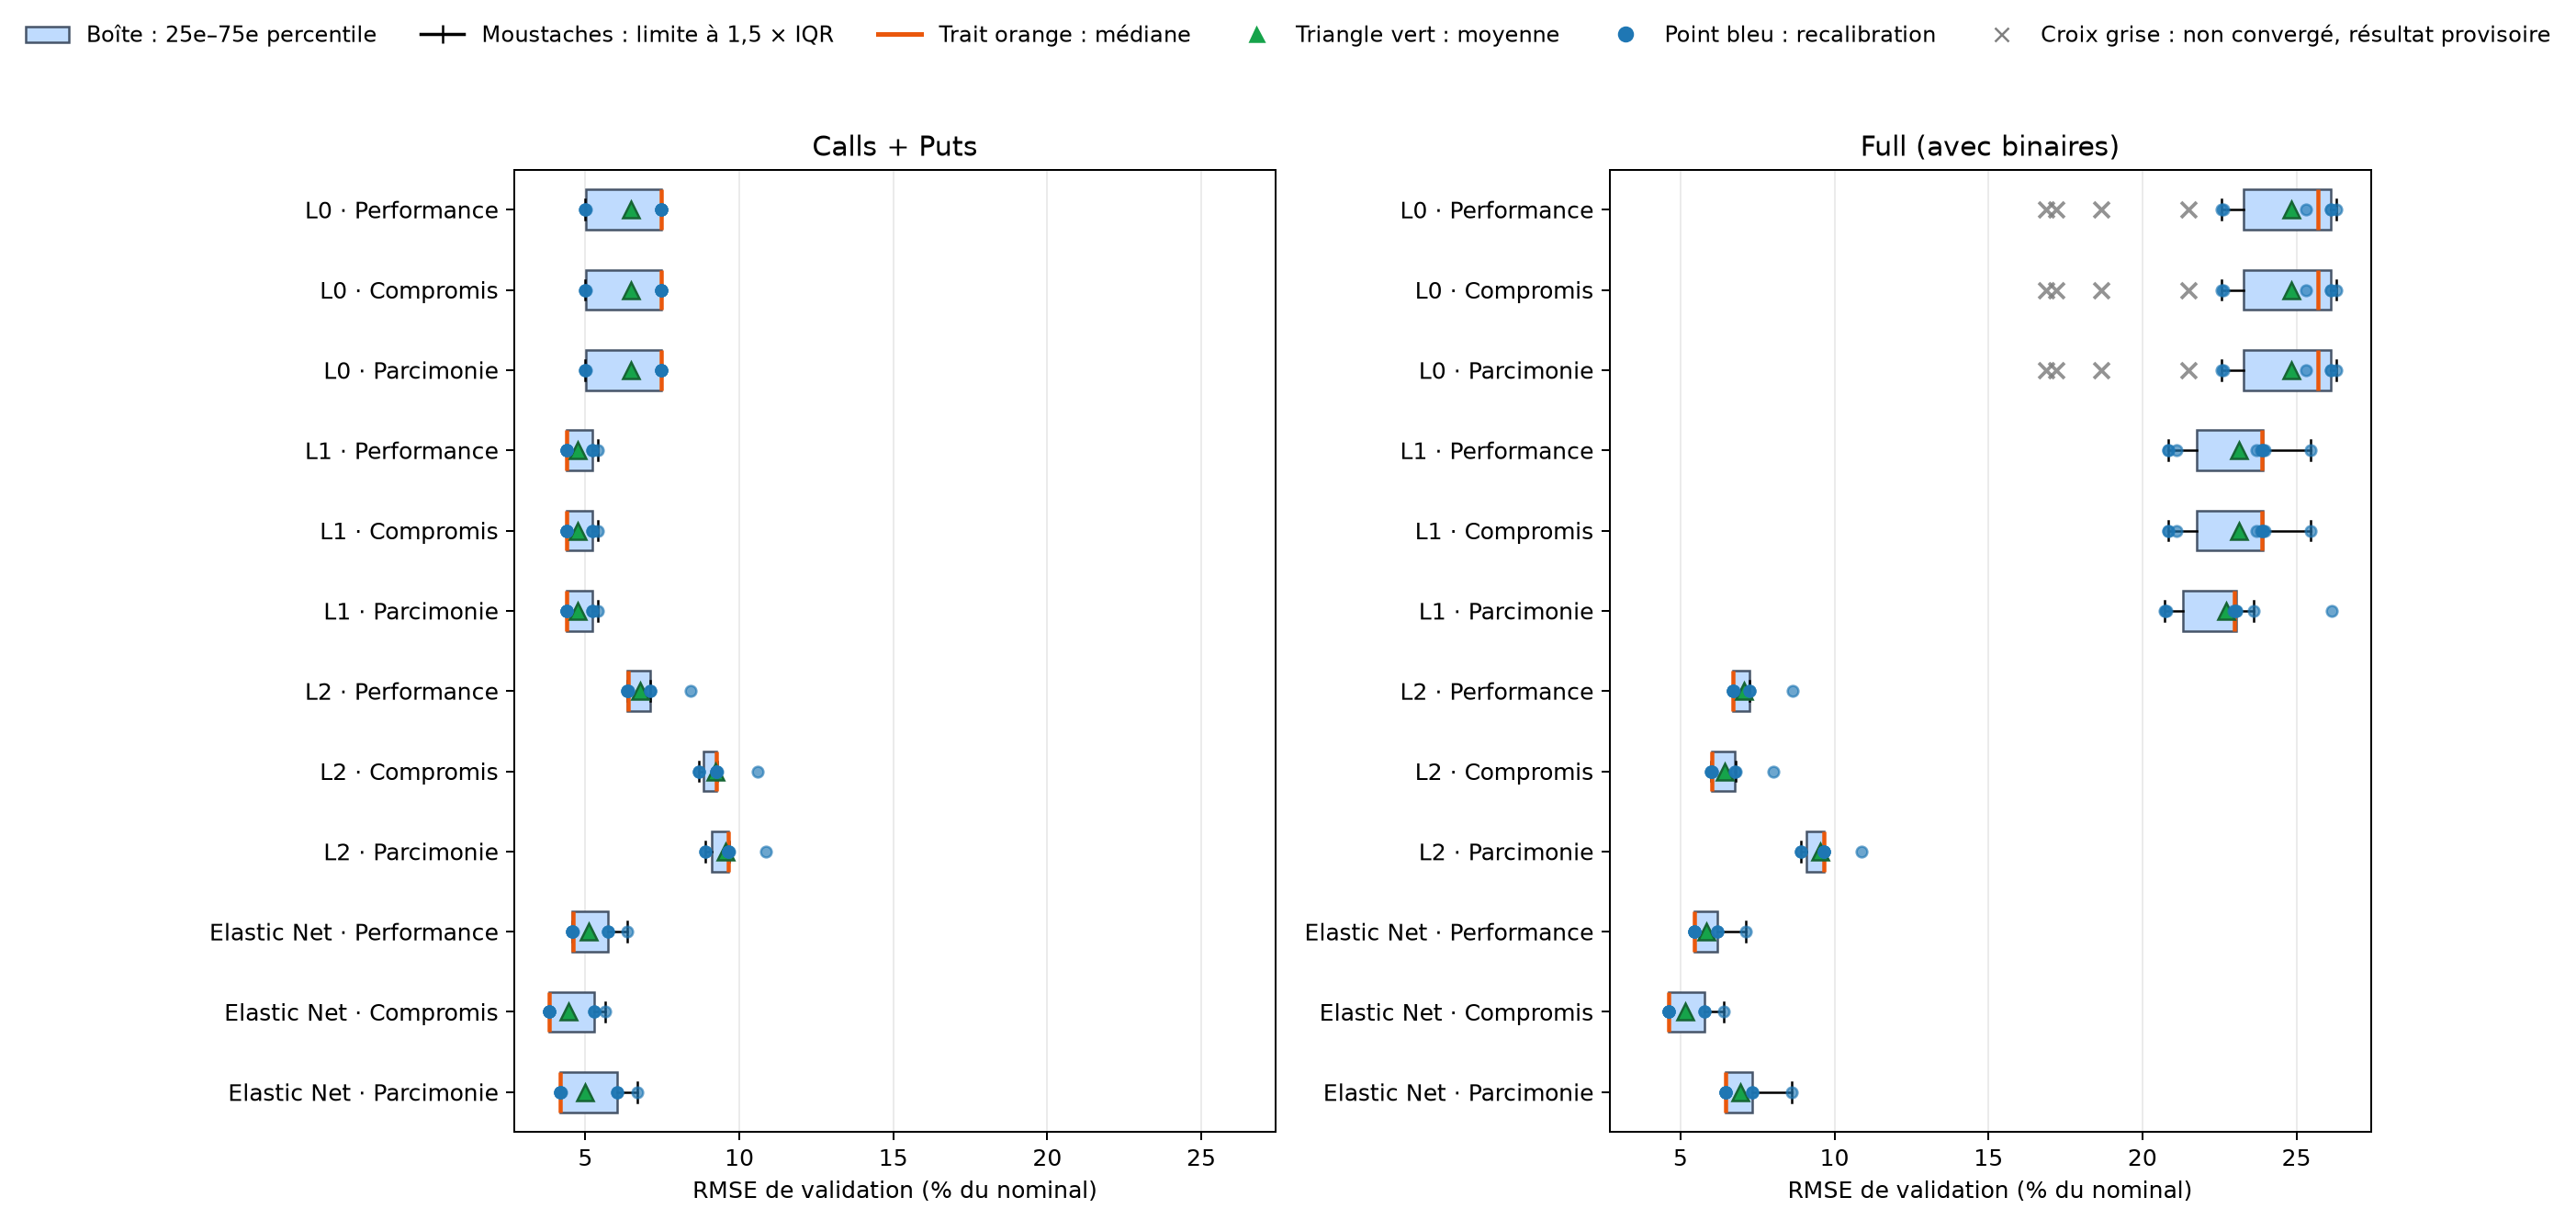 Boîte : 25e–75e percentile
Moustaches : limite à 1,5 × IQR
Trait orange : médiane
Triangle vert : moyenne
Point bleu : recalibration
Croix grise : non convergé, résultat provisoire
Calls + Puts
L0 · Performance
L0 · Compromis
L0 · Parcimonie
L1 · Performance
L1 · Compromis
L1 · Parcimonie
L2 · Performance
L2 · Compromis
L2 · Parcimonie
Elastic Net · Performance
Elastic Net · Compromis
Elastic Net · Parcimonie
5 10 15 20 25
RMSE de validation (% du nominal)
Full (avec binaires)
L0 · Performance
L0 · Compromis
L0 · Parcimonie
L1 · Performance
L1 · Compromis
L1 · Parcimonie
L2 · Performance
L2 · Compromis
L2 · Parcimonie
Elastic Net · Performance
Elastic Net · Compromis
Elastic Net · Parcimonie
5 10 15 20 25
RMSE de validation (% du nominal)